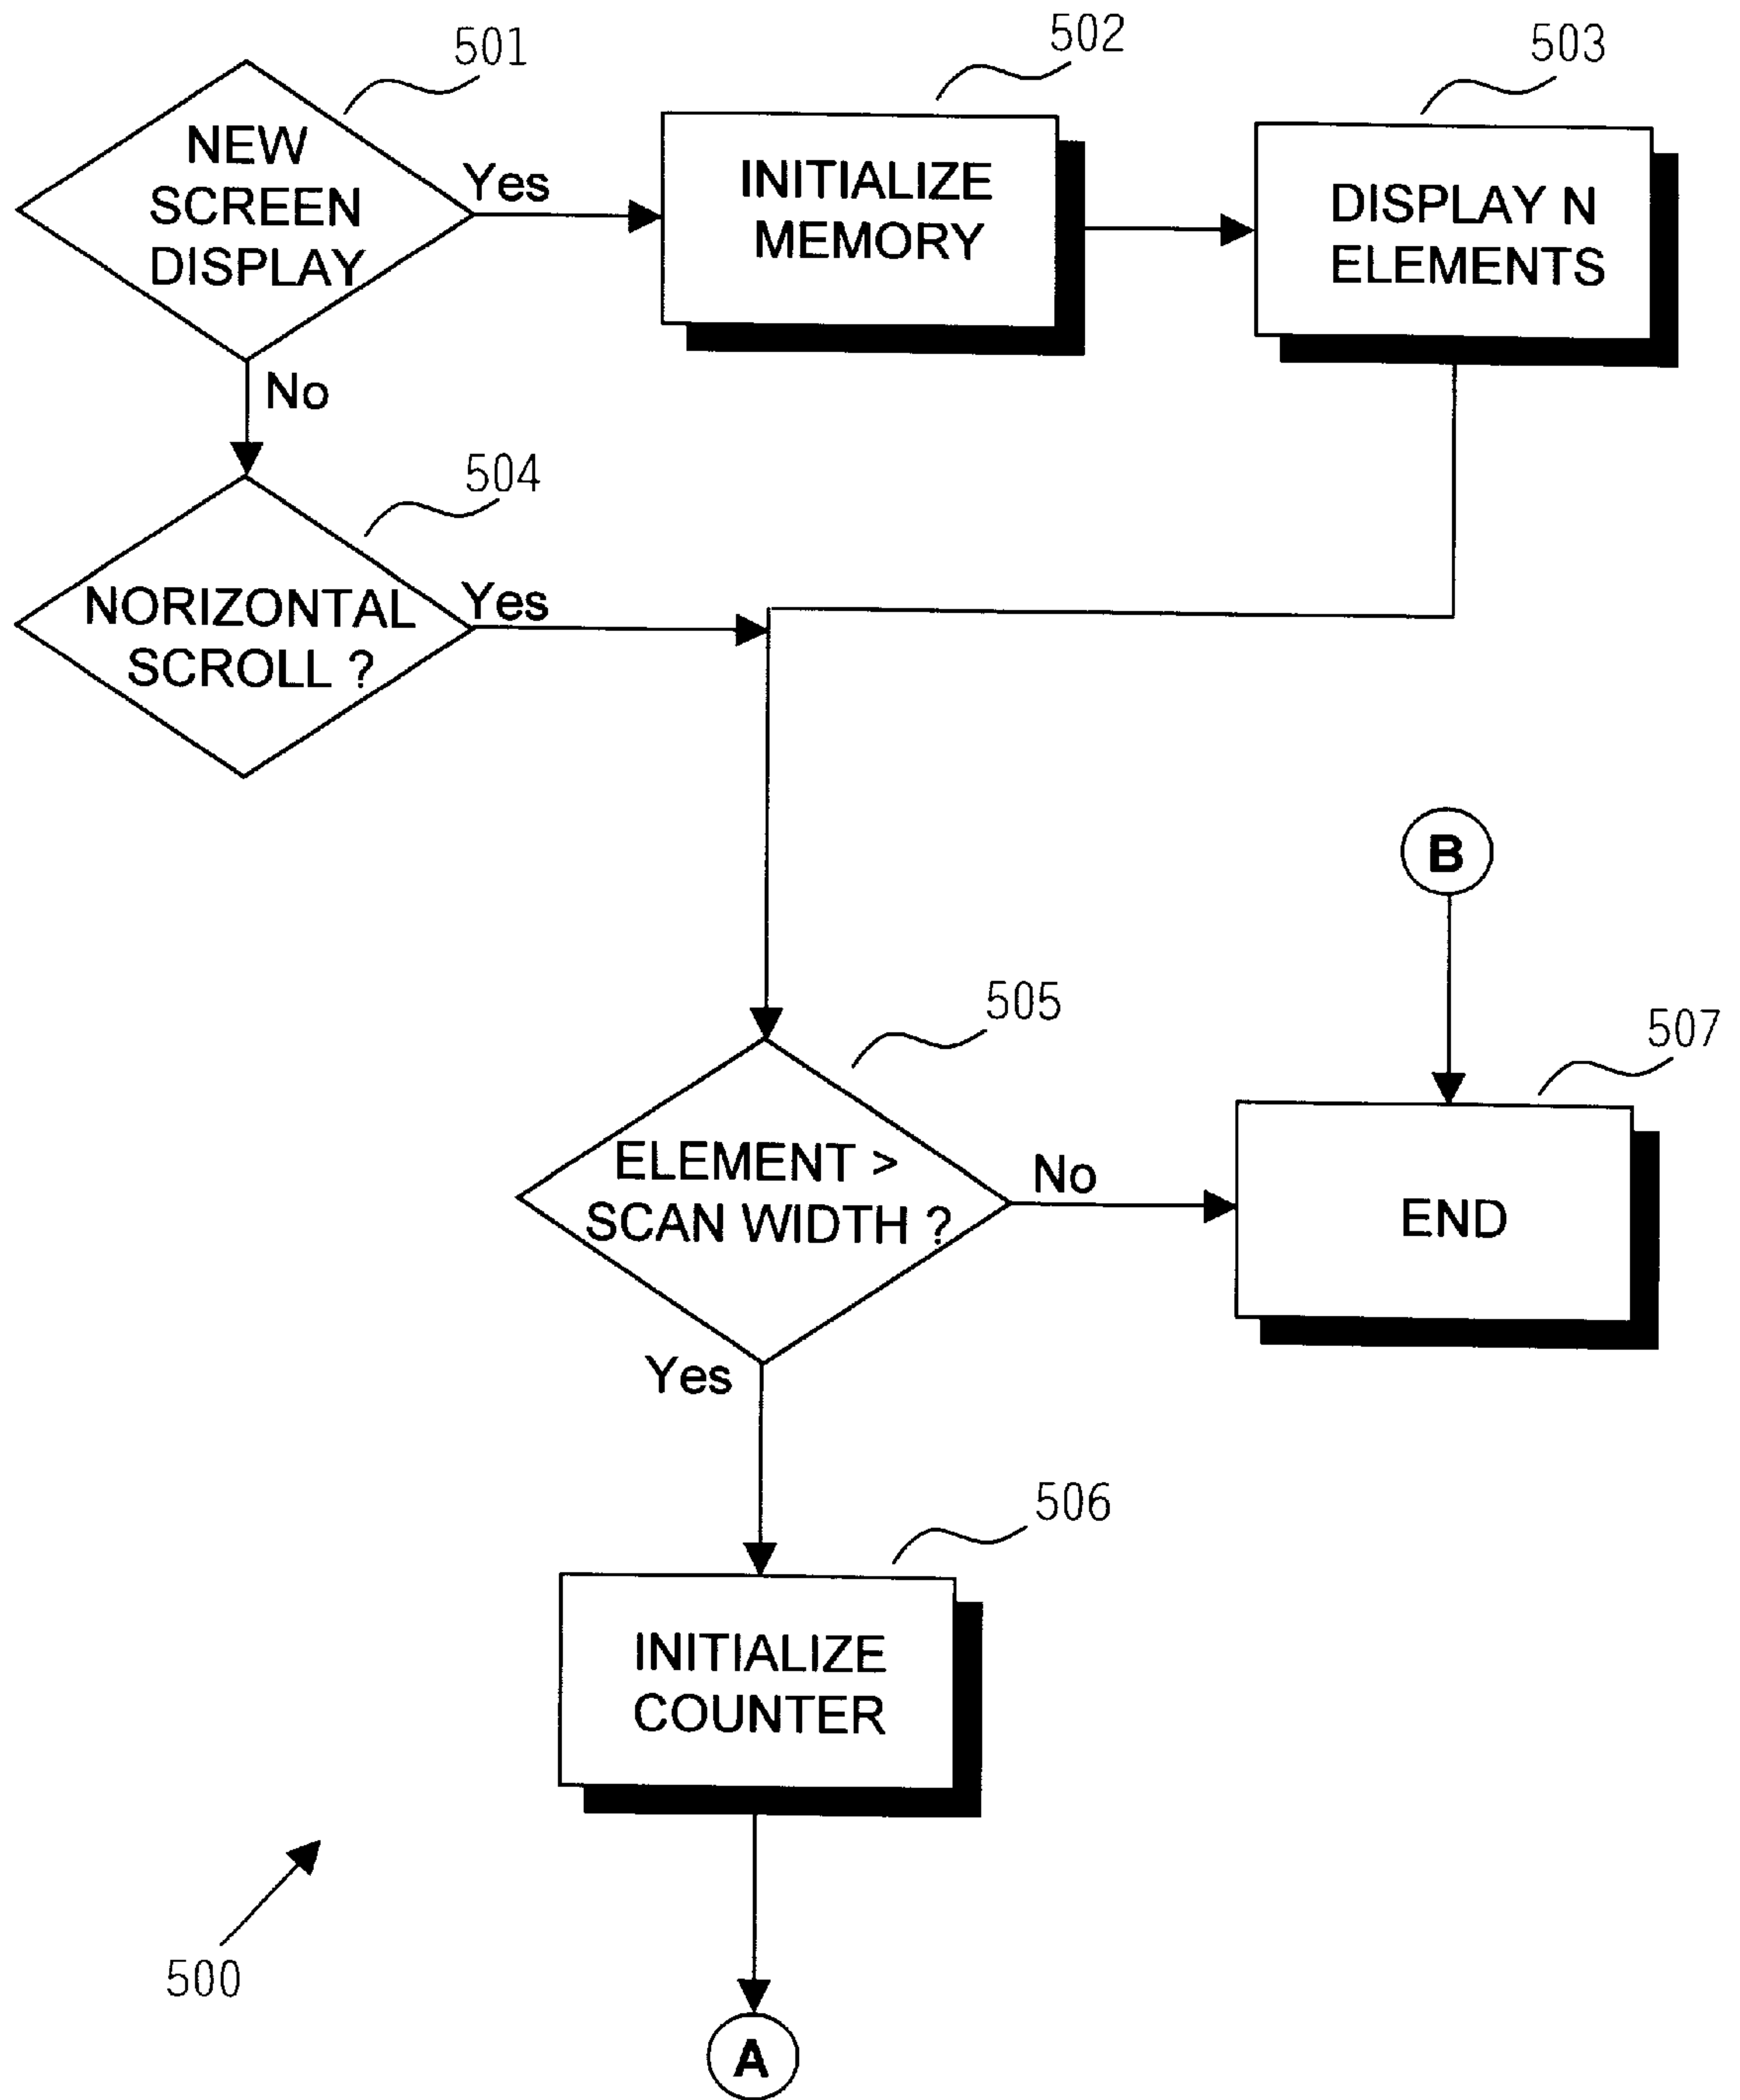 501
502
503
NEW
SCREEN
DISPLAY
Yes
INITIALIZE
MEMORY
DISPLAY N
ELEMENTS
No
504
NORIZONTAL
SCROLL ?
Yes
B
505
507
ELEMENT >
SCAN WIDTH ?
No
END
Yes
506
INITIALIZE
COUNTER
500
A